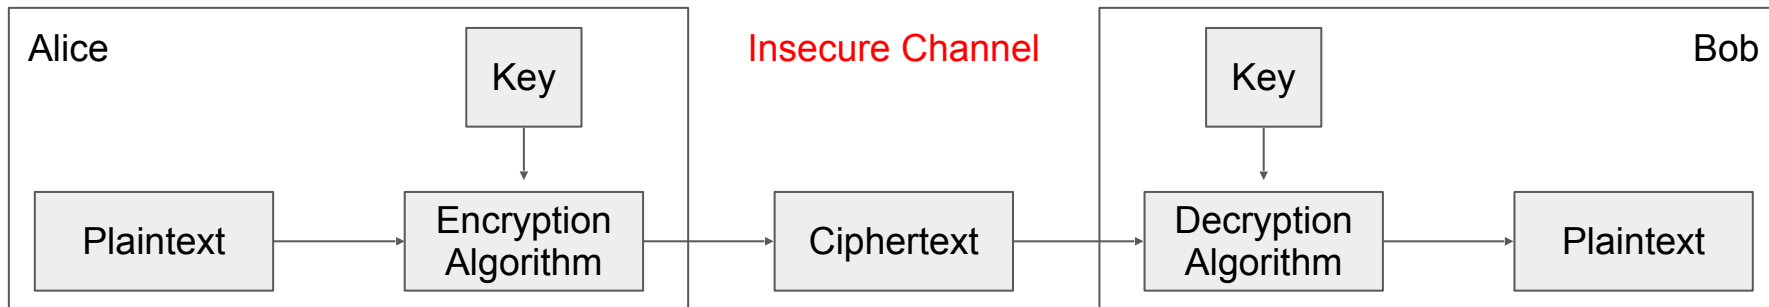 Alice
Insecure Channel
Bob
Key
Key
Plaintext
Encryption
Algorithm
Ciphertext
Decryption
Algorithm
Plaintext